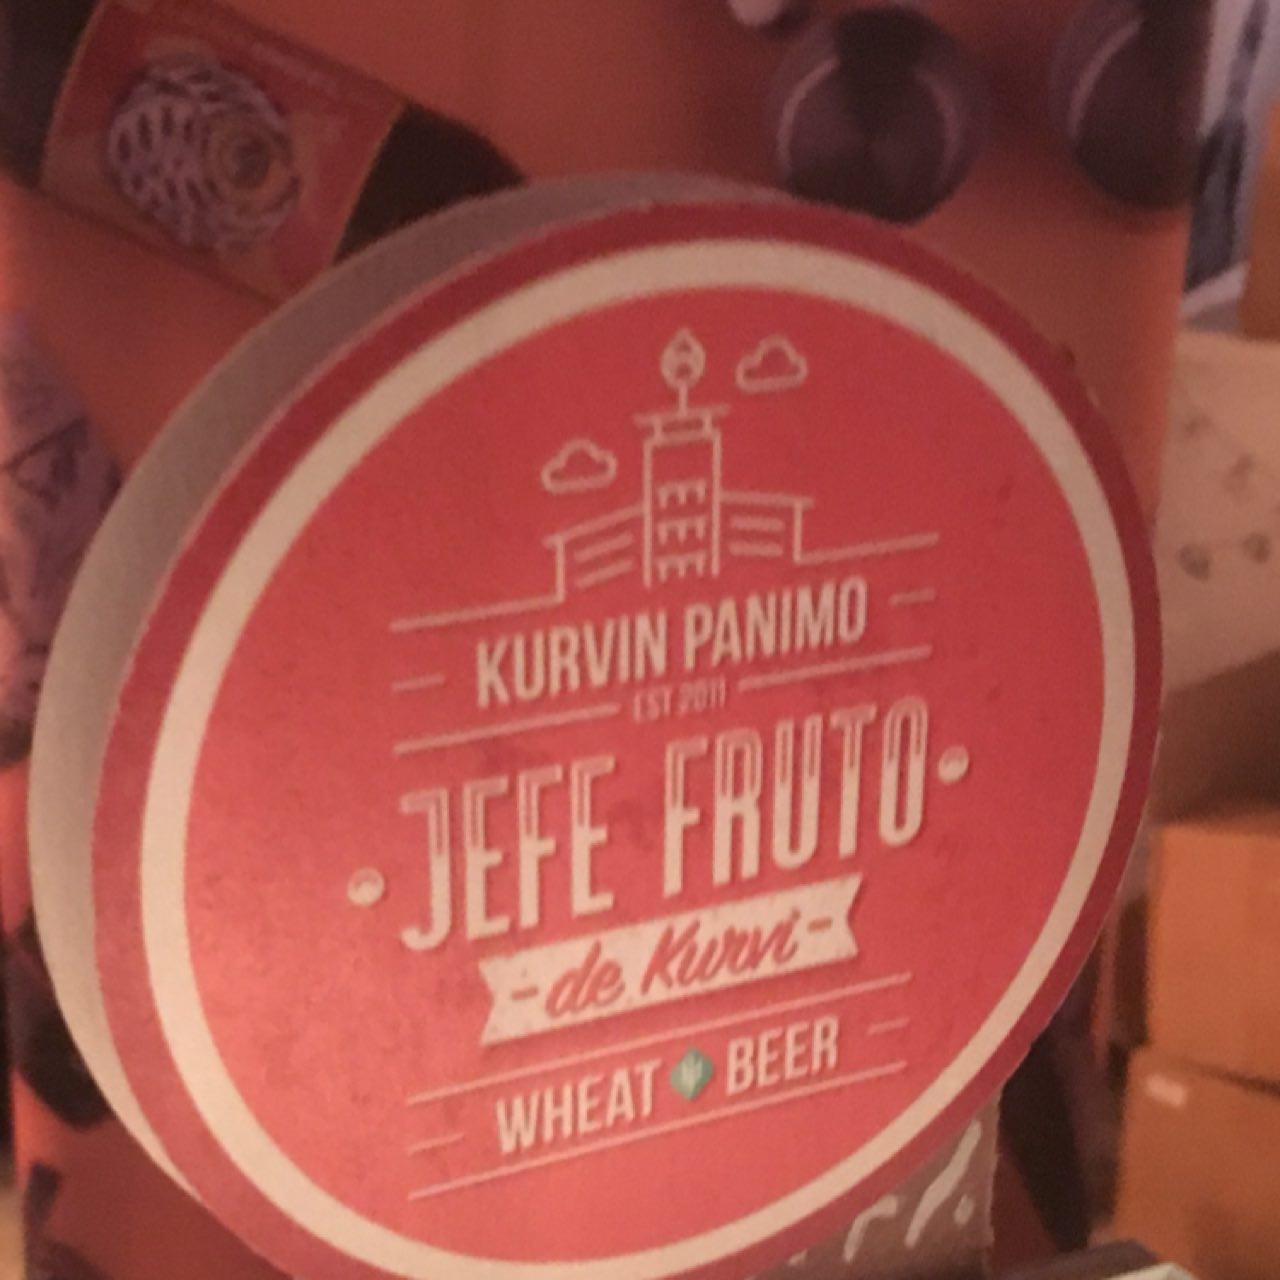 KURVIN PANIMO
EST 2011
JEFE FRUTO
-de Kurvi-
WHEAT BEER